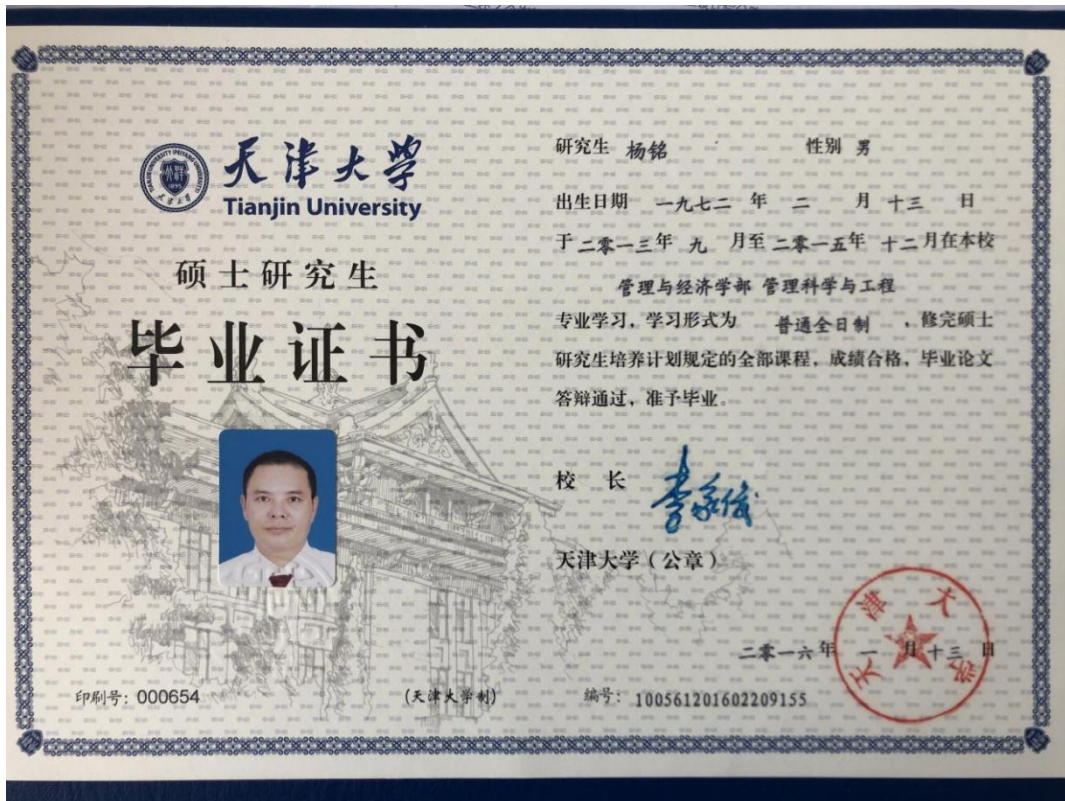 天津大学
Tianjin University
硕士研究生
毕业证书
印刷号：000654
(天津大学制)
研究生 杨铭 性别 男
出生日期 一九七二 年 二 月 十三 日
于 二零一三年 九 月至 二零一五年 十二月在本校
管理与经济学部 管理科学与工程
专业学习，学习形式为 普通全日制 ，修完硕士
研究生培养计划规定的全部课程，成绩合格，毕业论文
答辩通过，准予毕业。
校 长
天津大学（公章）
天津大学
二零一六年 一 月十三 日
编号：100561201602209155